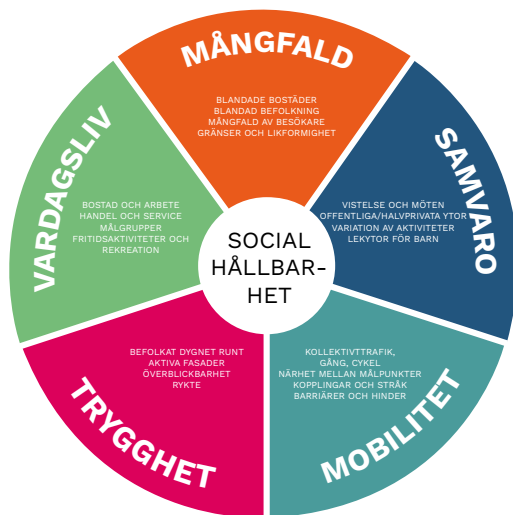 MÅNGFALD
BLANDADE BOSTÄDER
BLANDAD BEFOLKNING
MÅNGFALD AV BESÖKARE
GRÄNSER OCH LIKFORMIGHET
SAMVARO
VISTELSE OCH MÖTEN
OFFENTLIGA/HALVPRIVATA YTOR
VARIATION AV AKTIVITETER
LEKYTOR FÖR BARN
MOBILITET
KOLLEKTIVTTRAFIK,
GÅNG, CYKEL
NÄRHET MELLAN MÅLPUNKTER
KOPPLINGAR OCH STRÅK
BARRIÄRER OCH HINDER
TRYGGHET
BEFOLKAT DYGNET RUNT
AKTIVA FASADER
ÖVERBLICKBARHET
RYKTE
VARDAGSLIV
BOSTAD OCH ARBETE
HANDEL OCH SERVICE
MÅLGRUPPER
FRITIDSAKTIVITETER OCH
REKREATION
SOCIAL
HÅLLBAR-
HET